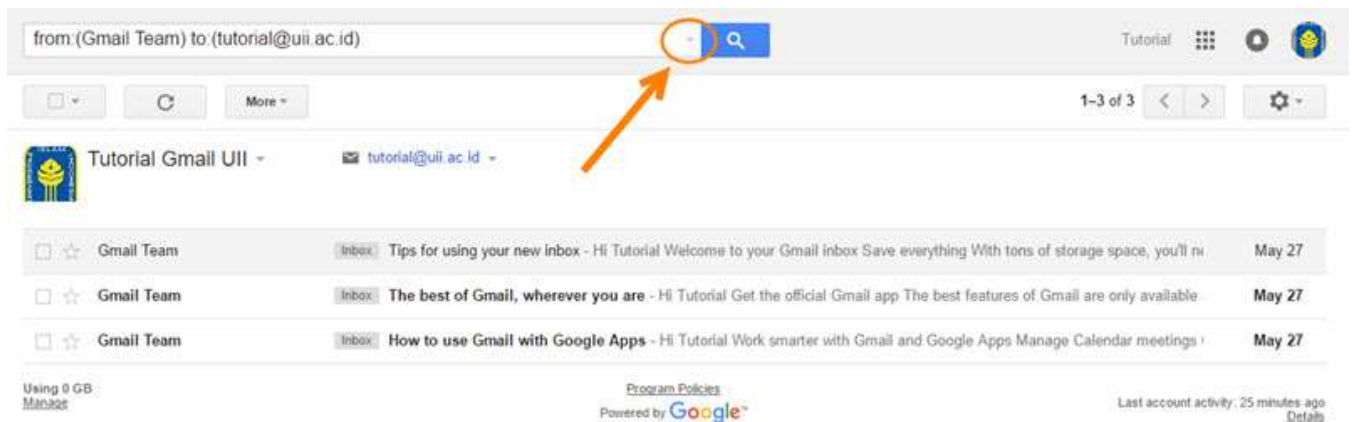 from:(Gmail Team) to:(tutorial@uii.ac.id)
Tutorial
More
1–3 of 3
Tutorial Gmail UII
tutorial@uii.ac.id
Gmail Team Inbox Tips for using your new inbox - Hi Tutorial Welcome to your Gmail inbox Save everything With tons of storage space, you'll May 27
Gmail Team Inbox The best of Gmail, wherever you are - Hi Tutorial Get the official Gmail app The best features of Gmail are only available May 27
Gmail Team Inbox How to use Gmail with Google Apps - Hi Tutorial Work smarter with Gmail and Google Apps Manage Calendar meetings May 27
Using 0 GB
Manage
Program Policies
Powered by Google™
Last account activity: 25 minutes ago
Details